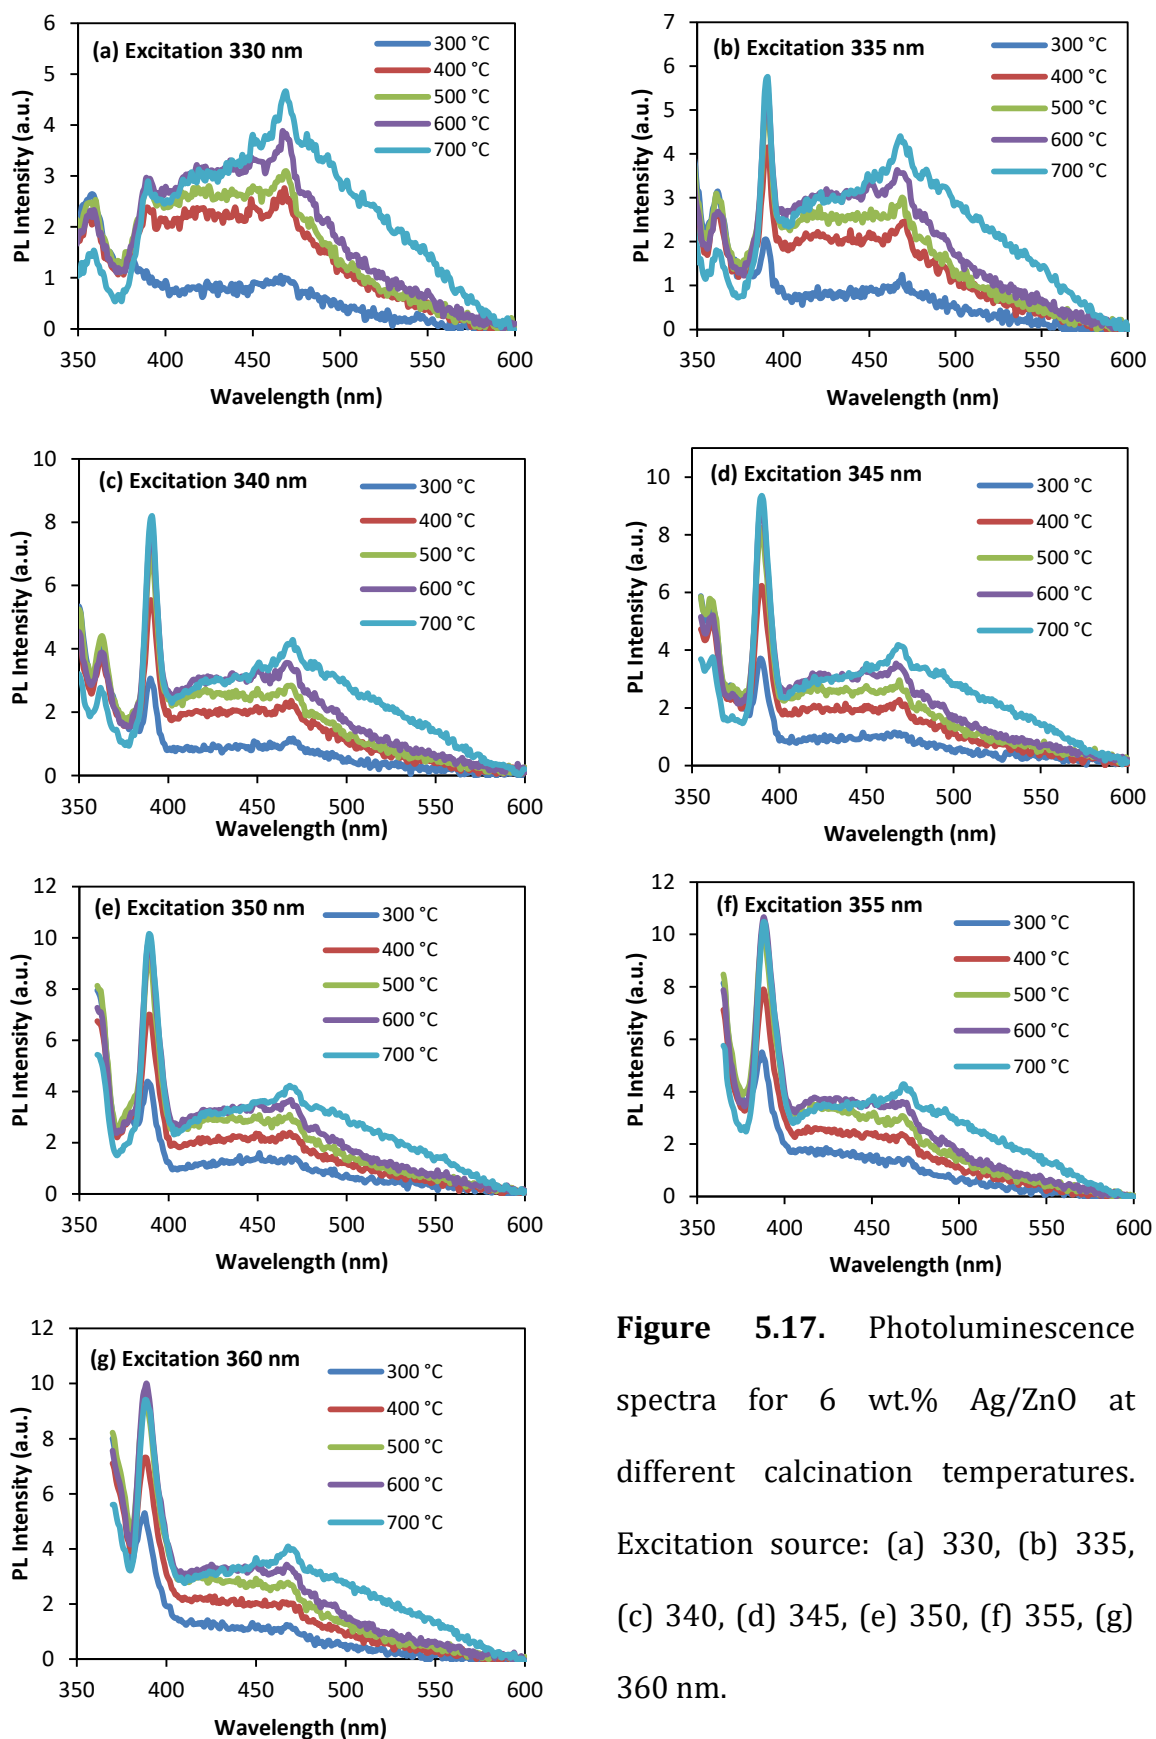 (a) Excitation 330 nm
300 °C
400 °C
500 °C
600 °C
700 °C
PL Intensity (a.u.)
6
5
4
3
2
1
0
350 400 450 500 550 600
Wavelength (nm)
(b) Excitation 335 nm
300 °C
400 °C
500 °C
600 °C
700 °C
PL Intensity (a.u.)
7
6
5
4
3
2
1
0
350 400 450 500 550 600
Wavelength (nm)
(c) Excitation 340 nm
300 °C
400 °C
500 °C
600 °C
700 °C
PL Intensity (a.u.)
10
8
6
4
2
0
350 400 450 500 550 600
Wavelength (nm)
(d) Excitation 345 nm
300 °C
400 °C
500 °C
600 °C
700 °C
PL Intensity (a.u.)
10
8
6
4
2
0
350 400 450 500 550 600
Wavelength (nm)
(e) Excitation 350 nm
300 °C
400 °C
500 °C
600 °C
700 °C
PL Intensity (a.u.)
12
10
8
6
4
2
0
350 400 450 500 550 600
Wavelength (nm)
(f) Excitation 355 nm
300 °C
400 °C
500 °C
600 °C
700 °C
PL Intensity (a.u.)
12
10
8
6
4
2
0
350 400 450 500 550 600
Wavelength (nm)
(g) Excitation 360 nm
300 °C
400 °C
500 °C
600 °C
700 °C
PL Intensity (a.u.)
12
10
8
6
4
2
0
350 400 450 500 550 600
Wavelength (nm)
Figure 5.17. Photoluminescence
spectra for 6 wt.% Ag/ZnO at
different calcination temperatures.
Excitation source: (a) 330, (b) 335,
(c) 340, (d) 345, (e) 350, (f) 355, (g)
360 nm.